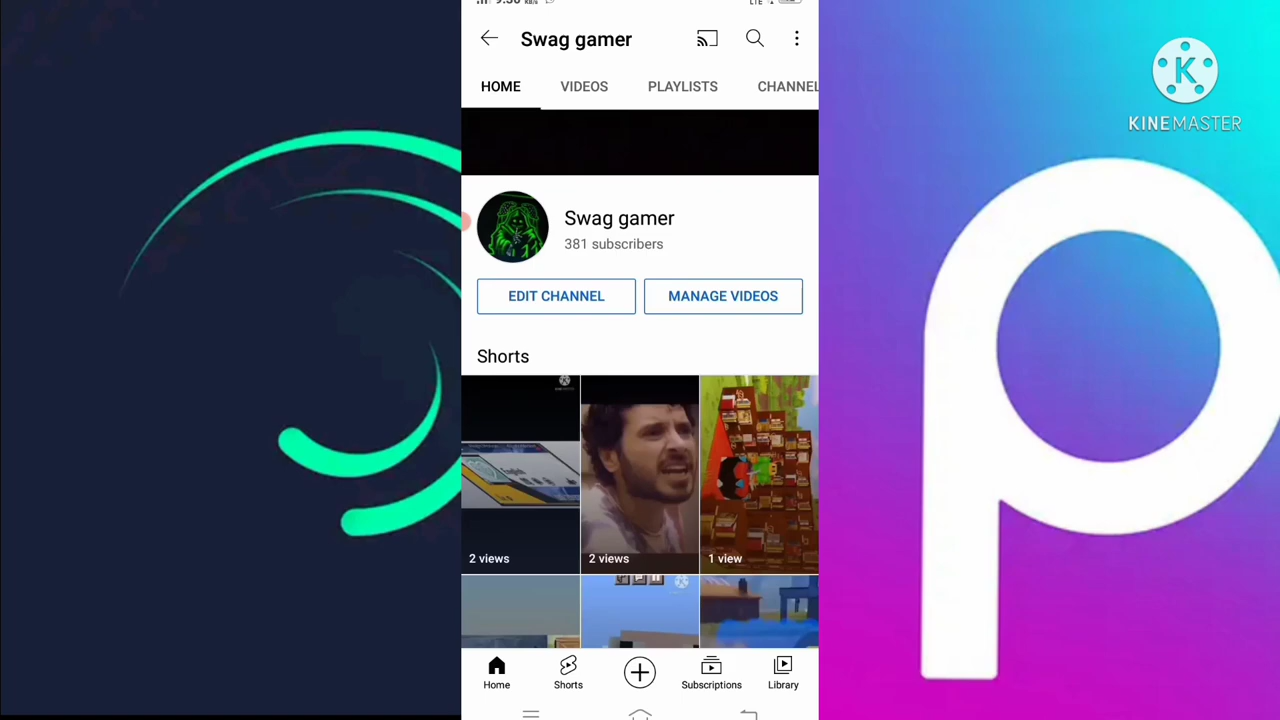 Swag gamer
HOME VIDEOS PLAYLISTS CHANNEL
KINEMASTER
Swag gamer
381 subscribers
EDIT CHANNEL MANAGE VIDEOS
Shorts
2 views 2 views 1 view
Home Shorts Subscriptions Library